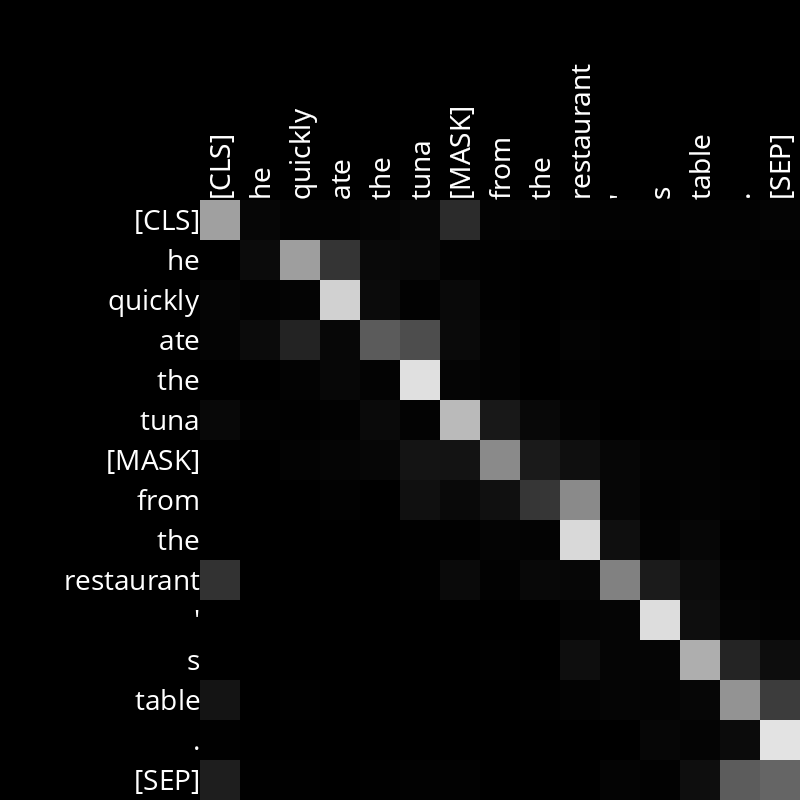 [CLS] he quickly ate the tuna [MASK] from the restaurant ' s table . [SEP]
[CLS]
he
quickly
ate
the
tuna
[MASK]
from
the
restaurant
'
s
table
.
[SEP]